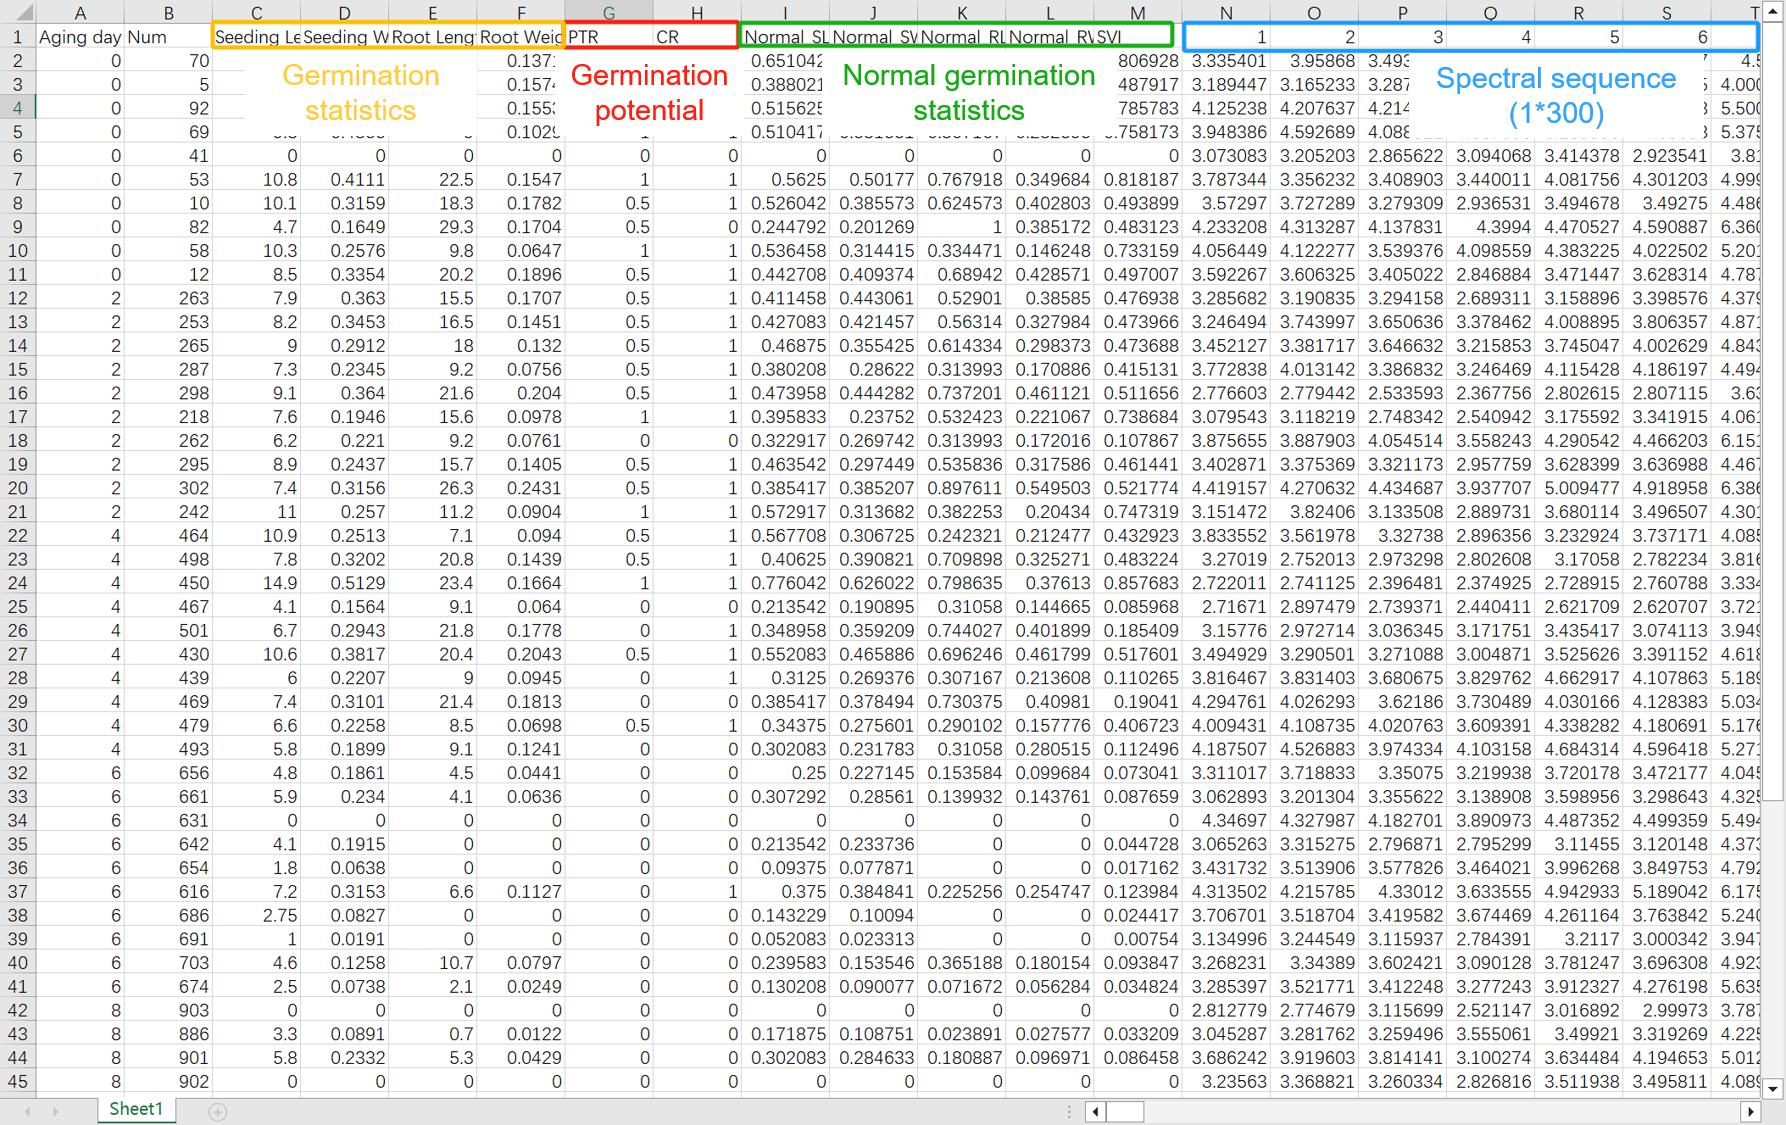 A B C D E F G H I J K L M N O P Q R S T
1 Aging day Num Seeding Le Seeding W Root Leng Root Weig PTR CR Normal_SL Normal_SV Normal_RL Normal_RV SVI 1 2 3 4 5 6
Germination statistics
Germination potential
Normal germination statistics
Spectral sequence (1*300)
2 0 70 0.1371 0.651042 806928 3.335401 3.95868 3.493 4.5
3 0 5 0.1574 0.388021 487917 3.189447 3.165233 3.287 4.000
4 0 92 0.1553 0.515625 785783 4.125238 4.207637 4.214 5.500
5 0 69 0.1029 0.510417 758173 3.948386 4.592689 4.088 5.375
6 0 41 0 0 0 0 0 0 0 0 0 0 0 3.073083 3.205203 2.865622 3.094068 3.414378 2.923541 3.81
7 0 53 10.8 0.4111 22.5 0.1547 1 1 0.5625 0.50177 0.767918 0.349684 0.818187 3.787344 3.356232 3.408903 3.440011 4.081756 4.301203 4.999
8 0 10 10.1 0.3159 18.3 0.1782 0.5 1 0.526042 0.385573 0.624573 0.402803 0.493899 3.57297 3.727289 3.279309 2.936531 3.494678 3.49275 4.486
9 0 82 4.7 0.1649 29.3 0.1704 0.5 0 0.244792 0.201269 1 0.385172 0.483123 4.233208 4.313287 4.137831 4.3994 4.470527 4.590887 6.360
10 0 58 10.3 0.2576 9.8 0.0647 1 1 0.536458 0.314415 0.334471 0.146248 0.733159 4.056449 4.122277 3.539376 4.098559 4.383225 4.022502 5.201
11 0 12 8.5 0.3354 20.2 0.1896 0.5 1 0.442708 0.409374 0.68942 0.428571 0.497007 3.592267 3.606325 3.405022 2.846884 3.471447 3.628314 4.787
12 2 263 7.9 0.363 15.5 0.1707 0.5 1 0.411458 0.443061 0.52901 0.38585 0.476938 3.285682 3.190835 3.294158 2.689311 3.158896 3.398576 4.379
13 2 253 8.2 0.3453 16.5 0.1451 0.5 1 0.427083 0.421457 0.56314 0.327984 0.473966 3.246494 3.743997 3.650636 3.378462 4.008895 3.806357 4.871
14 2 265 9 0.2912 18 0.132 0.5 1 0.46875 0.355425 0.614334 0.298373 0.473688 3.452127 3.381717 3.646632 3.215853 3.745047 4.002629 4.843
15 2 287 7.3 0.2345 9.2 0.0756 0.5 1 0.380208 0.28622 0.313993 0.170886 0.415131 3.772838 4.013142 3.386832 3.246469 4.115428 4.186197 4.494
16 2 298 9.1 0.364 21.6 0.204 0.5 1 0.473958 0.444282 0.737201 0.461121 0.511656 2.776603 2.779442 2.533593 2.367756 2.802615 2.807115 3.63
17 2 218 7.6 0.1946 15.6 0.0978 1 1 0.395833 0.23752 0.532423 0.221067 0.738684 3.079543 3.118219 2.748342 2.540942 3.175592 3.341915 4.061
18 2 262 6.2 0.221 9.2 0.0761 0 0 0.322917 0.269742 0.313993 0.172016 0.107867 3.875655 3.887903 4.054514 3.558243 4.290542 4.466203 6.151
19 2 295 8.9 0.2437 15.7 0.1405 0.5 1 0.463542 0.297449 0.535836 0.317586 0.461441 3.402871 3.375369 3.321173 2.957759 3.628399 3.636988 4.467
20 2 302 7.4 0.3156 26.3 0.2431 0.5 1 0.385417 0.385207 0.897611 0.549503 0.521774 4.419157 4.270632 4.434687 3.937707 5.009477 4.918958 6.386
21 2 242 11 0.257 11.2 0.0904 1 1 0.572917 0.313682 0.382253 0.20434 0.747319 3.151472 3.82406 3.133508 2.889731 3.680114 3.496507 4.301
22 4 464 10.9 0.2513 7.1 0.094 0.5 1 0.567708 0.306725 0.242321 0.212477 0.432923 3.833552 3.561978 3.32738 2.896356 3.232924 3.737171 4.085
23 4 498 7.8 0.3202 20.8 0.1439 0.5 1 0.40625 0.390821 0.709898 0.325271 0.483224 3.27019 2.752013 2.973298 2.802608 3.17058 2.782234 3.816
24 4 450 14.9 0.5129 23.4 0.1664 1 1 0.776042 0.626022 0.798635 0.37613 0.857683 2.722011 2.741125 2.396481 2.374925 2.728915 2.760788 3.334
25 4 467 4.1 0.1564 9.1 0.064 0 0 0.213542 0.190895 0.31058 0.144665 0.085968 2.71671 2.897479 2.739371 2.440411 2.621709 2.620707 3.721
26 4 501 6.7 0.2943 21.8 0.1778 0 1 0.348958 0.359209 0.744027 0.401899 0.185409 3.15776 2.972714 3.036345 3.171751 3.435417 3.074113 3.949
27 4 430 10.6 0.3817 20.4 0.2043 0.5 1 0.552083 0.465886 0.696246 0.461799 0.517601 3.494929 3.290501 3.271088 3.004871 3.525626 3.391152 4.618
28 4 439 6 0.2207 9 0.0945 0 1 0.3125 0.269376 0.307167 0.213608 0.110265 3.816467 3.831403 3.680675 3.829762 4.662917 4.107863 5.189
29 4 469 7.4 0.3101 21.4 0.1813 0 0 0.385417 0.378494 0.730375 0.40981 0.19041 4.294761 4.026293 3.62186 3.730489 4.030166 4.128383 5.034
30 4 479 6.6 0.2258 8.5 0.0698 0.5 1 0.34375 0.275601 0.290102 0.157776 0.406723 4.009431 4.108735 4.020763 3.609391 4.338282 4.180691 5.176
31 4 493 5.8 0.1899 9.1 0.1241 0 0 0.302083 0.231783 0.31058 0.280515 0.112496 4.187507 4.526883 3.974334 4.103158 4.684314 4.596418 5.271
32 6 656 4.8 0.1861 4.5 0.0441 0 0 0.25 0.227145 0.153584 0.099684 0.073041 3.311017 3.718833 3.35075 3.219938 3.720178 3.472177 4.045
33 6 661 5.9 0.234 4.1 0.0636 0 0 0.307292 0.28561 0.139932 0.143761 0.087659 3.062893 3.201304 3.355622 3.138908 3.598956 3.298643 4.325
34 6 631 0 0 0 0 0 0 0 0 0 0 0 4.34697 4.327987 4.182701 3.890973 4.487352 4.499359 5.494
35 6 642 4.1 0.1915 0 0 0 0 0.213542 0.233736 0 0 0.044728 3.065263 3.315275 2.796871 2.795299 3.11455 3.120148 4.373
36 6 654 1.8 0.0638 0 0 0 0 0.09375 0.077871 0 0 0.017162 3.431732 3.513906 3.577826 3.464021 3.996268 3.849753 4.792
37 6 616 7.2 0.3153 6.6 0.1127 0 1 0.375 0.384841 0.225256 0.254747 0.123984 4.313502 4.215785 4.33012 3.633555 4.942933 5.189042 6.175
38 6 686 2.75 0.0827 0 0 0 0 0.143229 0.10094 0 0 0.024417 3.706701 3.518704 3.419582 3.674469 4.261164 3.763842 5.240
39 6 691 1 0.0191 0 0 0 0 0.052083 0.023313 0 0 0.00754 3.134996 3.244549 3.115937 2.784391 3.2117 3.000342 3.947
40 6 703 4.6 0.1258 10.7 0.0797 0 0 0.239583 0.153546 0.365188 0.180154 0.093847 3.268231 3.34389 3.602421 3.090128 3.781247 3.696308 4.923
41 6 674 2.5 0.0738 2.1 0.0249 0 0 0.130208 0.090077 0.071672 0.056284 0.034824 3.285397 3.521771 3.412248 3.277243 3.912327 4.276198 5.635
42 8 903 0 0 0 0 0 0 0 0 0 0 0 2.812779 2.774679 3.115699 2.521147 3.016892 2.99973 3.787
43 8 886 3.3 0.0891 0.7 0.0122 0 0 0.171875 0.108751 0.023891 0.027577 0.033209 3.045287 3.281762 3.259496 3.555061 3.49921 3.319269 4.225
44 8 901 5.8 0.2332 5.3 0.0429 0 0 0.302083 0.284633 0.180887 0.096971 0.086458 3.686242 3.919603 3.814141 3.100274 3.634484 4.194653 5.012
45 8 902 0 0 0 0 0 0 0 0 0 0 0 3.23563 3.368821 3.260334 2.826816 3.511938 3.495811 4.089
Sheet1